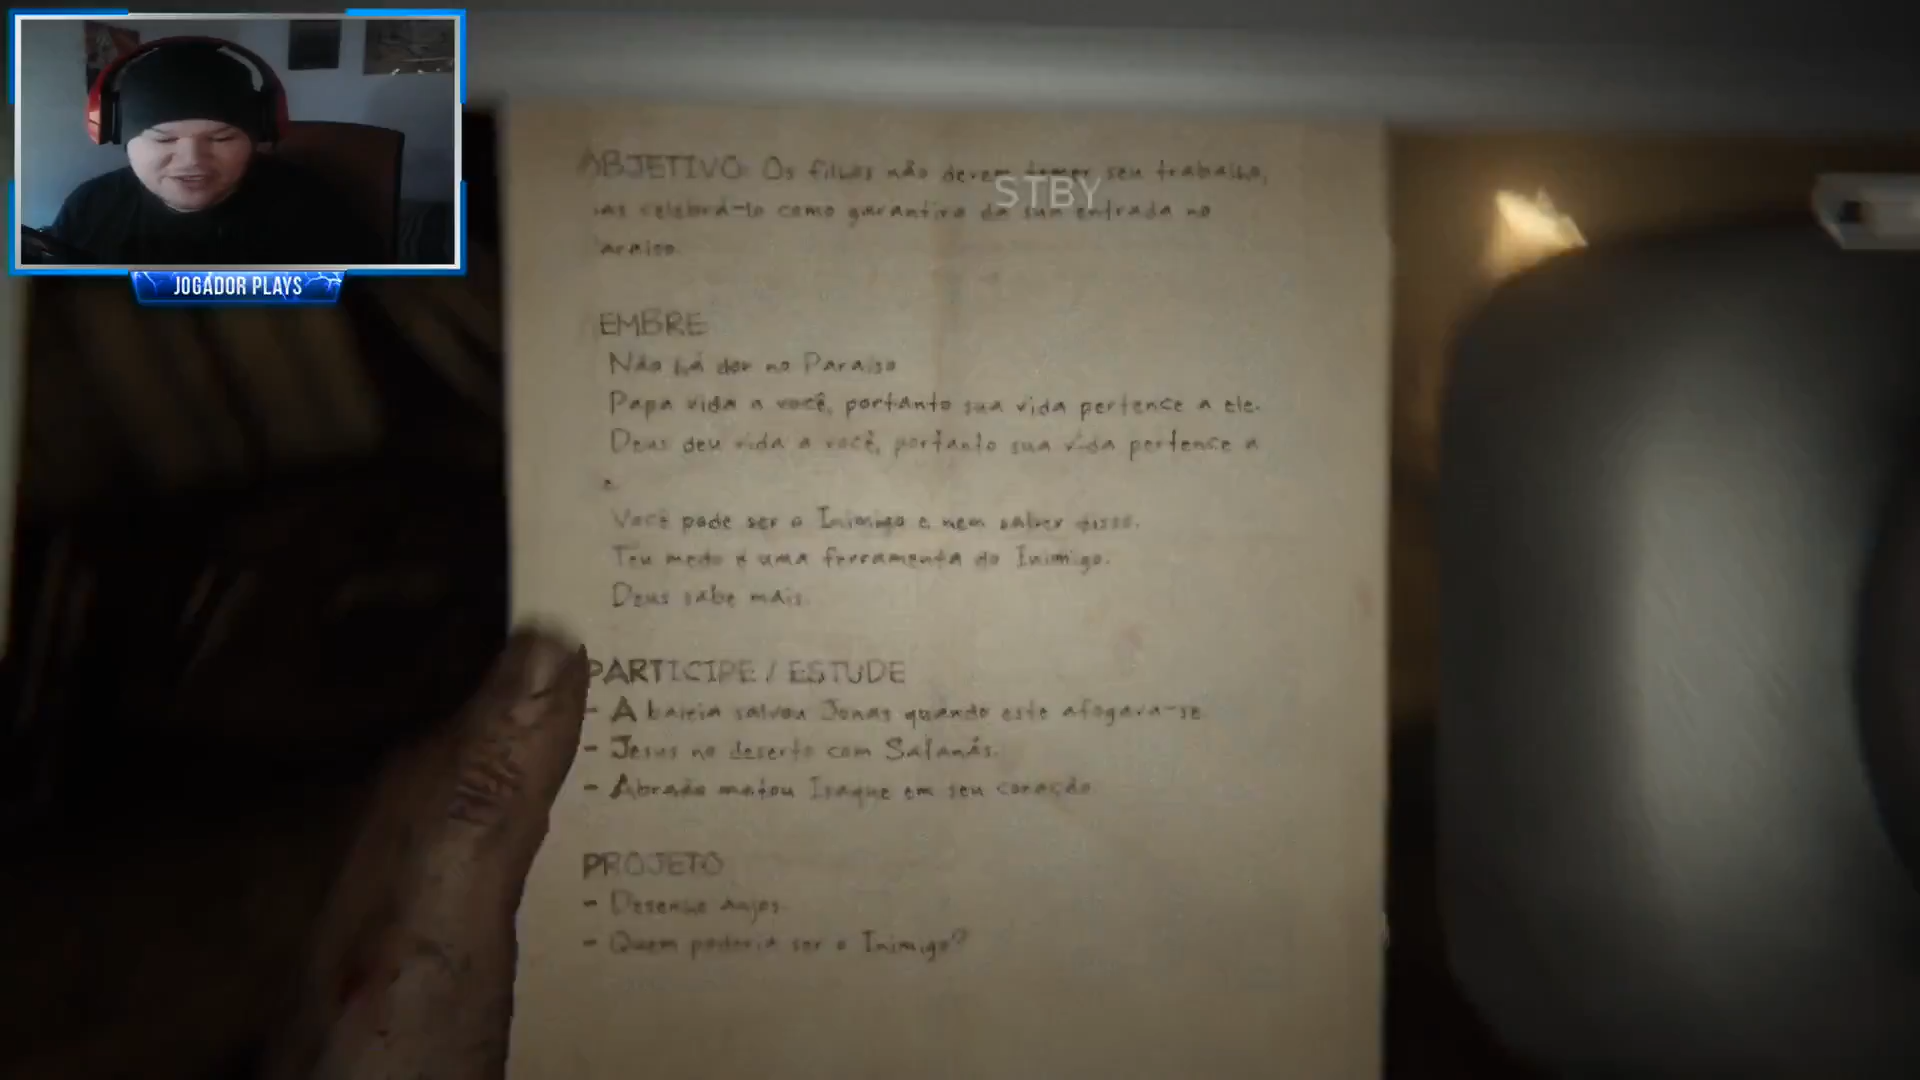 JOGADOR PLAYS
STBY
OBJETIVO: Os filhos não devem temer seu trabalho,
mas celebrá-lo como garantira da sua entrada no
Paraiso.
EMBRE
Não há dor no Paraiso
Papa vida a você, portanto sua vida pertence a ele.
Deus deu vida a você, portanto sua vida pertence a
e.
Você pode ser o Inimigo e nem saber disso.
Teu medo é uma ferramenta do Inimigo.
Deus sabe mais.
PARTICIPE / ESTUDE
- A baleia salvou Jonas quando este afogava-se
- Jesus no deserto com Satanás.
- Abraão matou Isaque em seu coração
PROJETO
- Desenhe Anjos.
- Quem poderia ser o Inimigo?